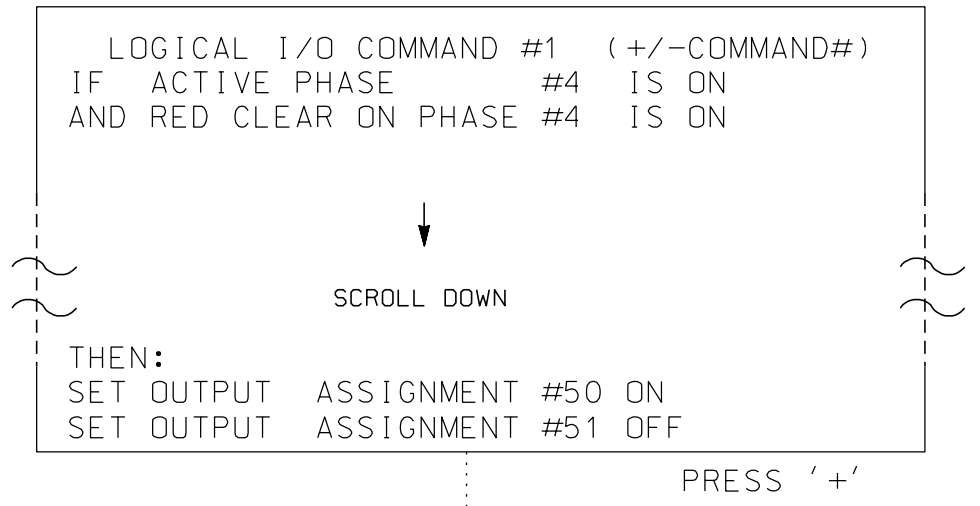 LOGICAL I/O COMMAND #1 (+/-COMMAND#)
IF ACTIVE PHASE #4 IS ON
AND RED CLEAR ON PHASE #4 IS ON
SCROLL DOWN
THEN:
SET OUTPUT ASSIGNMENT #50 ON
SET OUTPUT ASSIGNMENT #51 OFF
PRESS '+'